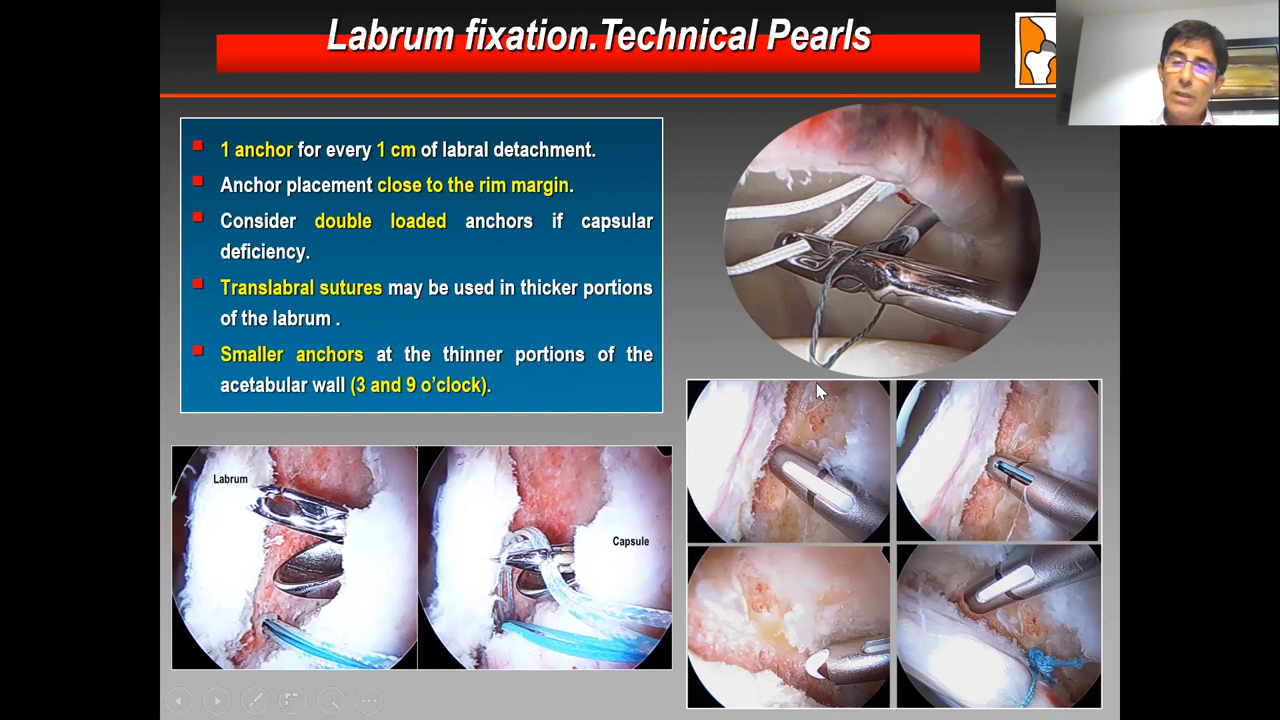 Labrum fixation.Technical Pearls
1 anchor for every 1 cm of labral detachment.
Anchor placement close to the rim margin.
Consider double loaded anchors if capsular
deficiency.
Translabral sutures may be used in thicker portions
of the labrum .
Smaller anchors at the thinner portions of the
acetabular wall (3 and 9 o'clock).
Labrum
Capsule